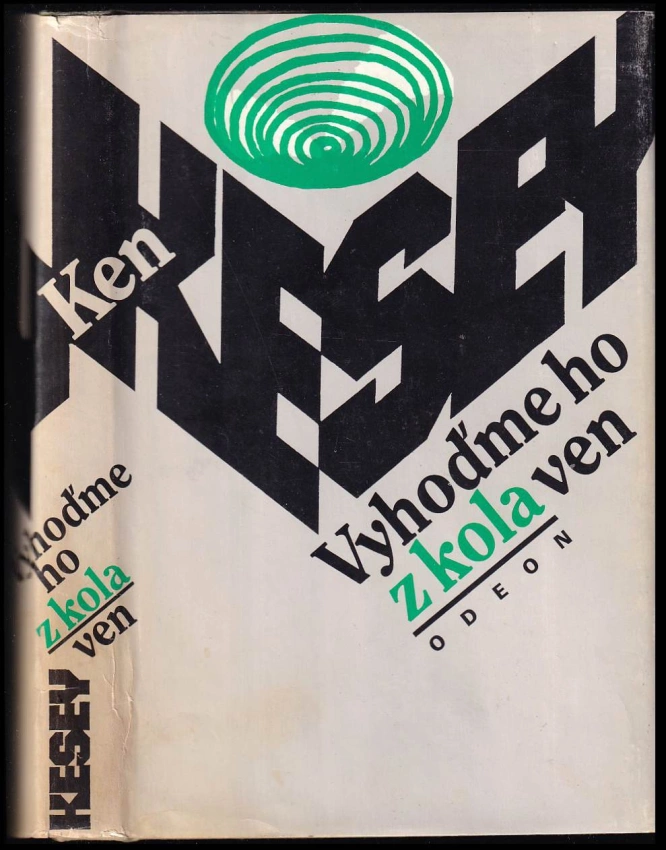 Ken
KESEY
Vyhoďme ho
z kola ven
ODEON
vyhoďme
ho
z kola
ven
KESEY